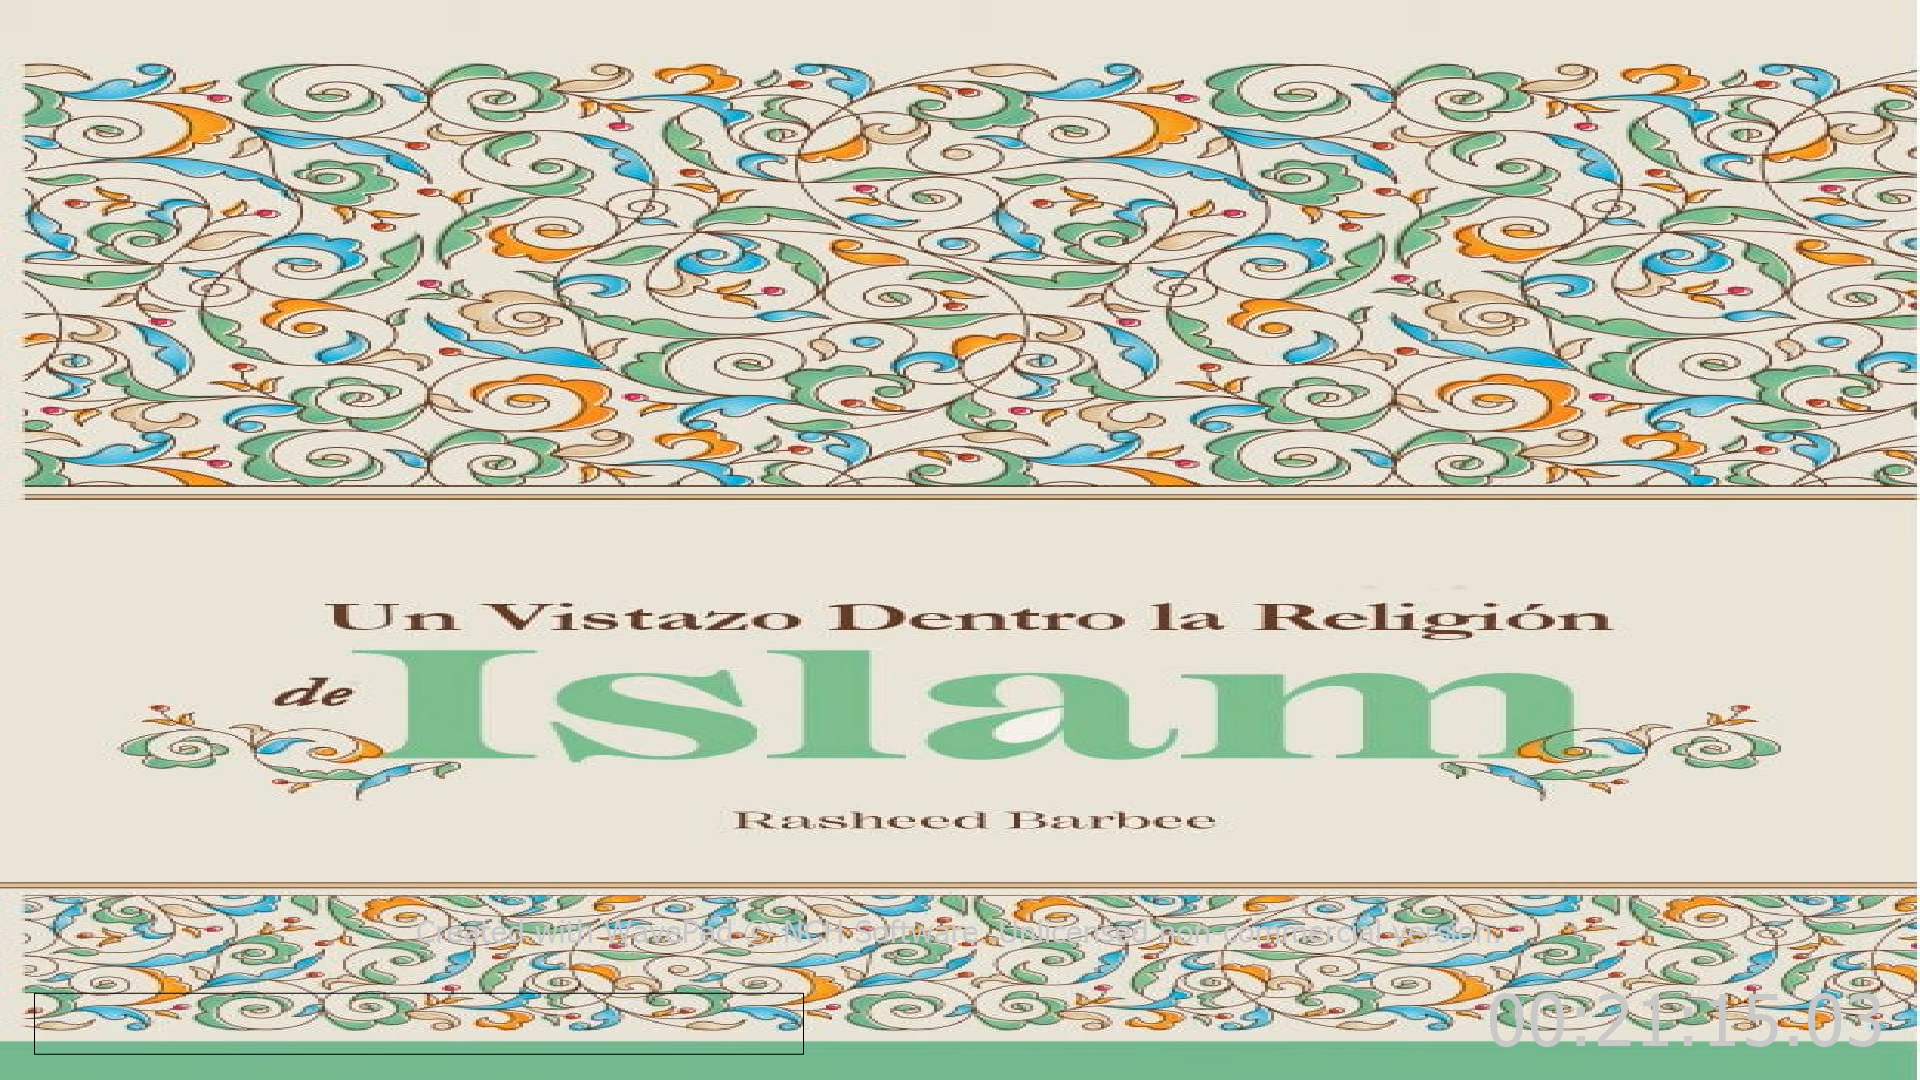 Un Vistazo Dentro la Religión
de Islam
Rasheed Barbee
Created with WavePad © NCH Software. Unlicensed non-commercial version.
00:21:15.03